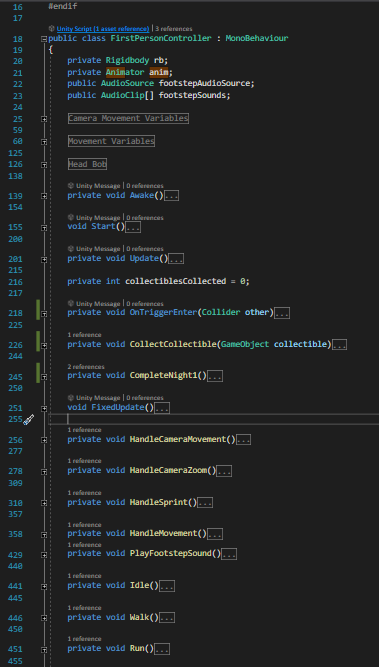 16 #endif
17
Unity Script (1 asset reference) | 3 references
18 public class FirstPersonController : MonoBehaviour
19 {
20 private Rigidbody rb;
21 private Animator anim;
22 public AudioSource footstepAudioSource;
23 public AudioClip[] footstepSounds;
24
25 Camera Movement Variables
59
60 Movement Variables
125
126 Head Bob
138
Unity Message | 0 references
139 private void Awake()...
154
Unity Message | 0 references
155 void Start()...
200
Unity Message | 0 references
201 private void Update()...
215
216 private int collectiblesCollected = 0;
217
Unity Message | 0 references
218 private void OnTriggerEnter(Collider other)...
225
1 reference
226 private void CollectCollectible(GameObject collectible)...
244
2 references
245 private void CompleteNight1()...
250
Unity Message | 0 references
251 void FixedUpdate()...
255
1 reference
256 private void HandleCameraMovement()...
277
1 reference
278 private void HandleCameraZoom()...
309
1 reference
310 private void HandleSprint()...
357
1 reference
358 private void HandleMovement()...
1 reference
429 private void PlayFootstepSound()...
440
1 reference
441 private void Idle()...
445
1 reference
446 private void Walk()...
450
1 reference
451 private void Run()...
455